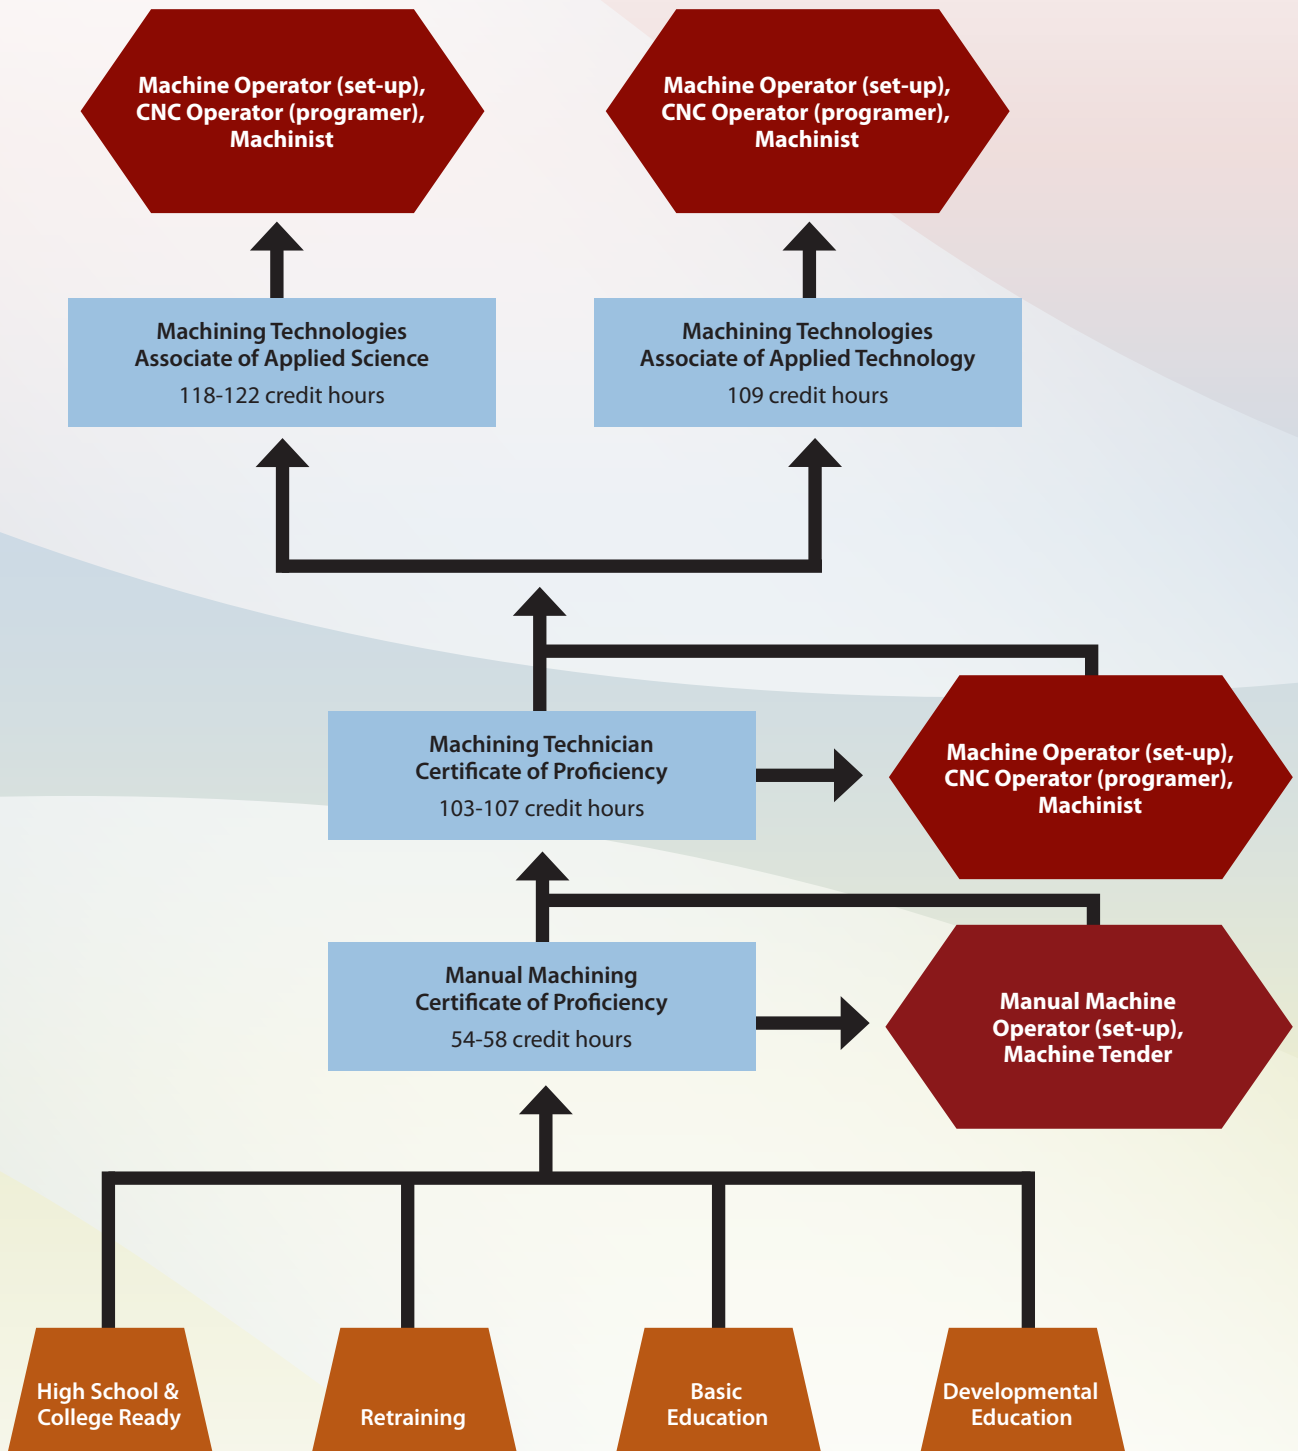 Machine Operator (set-up),
CNC Operator (programer),
Machinist
Machine Operator (set-up),
CNC Operator (programer),
Machinist
Machining Technologies
Associate of Applied Science
118-122 credit hours
Machining Technologies
Associate of Applied Technology
109 credit hours
Machining Technician
Certificate of Proficiency
103-107 credit hours
Machine Operator (set-up),
CNC Operator (programer),
Machinist
Manual Machining
Certificate of Proficiency
54-58 credit hours
Manual Machine
Operator (set-up),
Machine Tender
High School &
College Ready
Retraining
Basic
Education
Developmental
Education